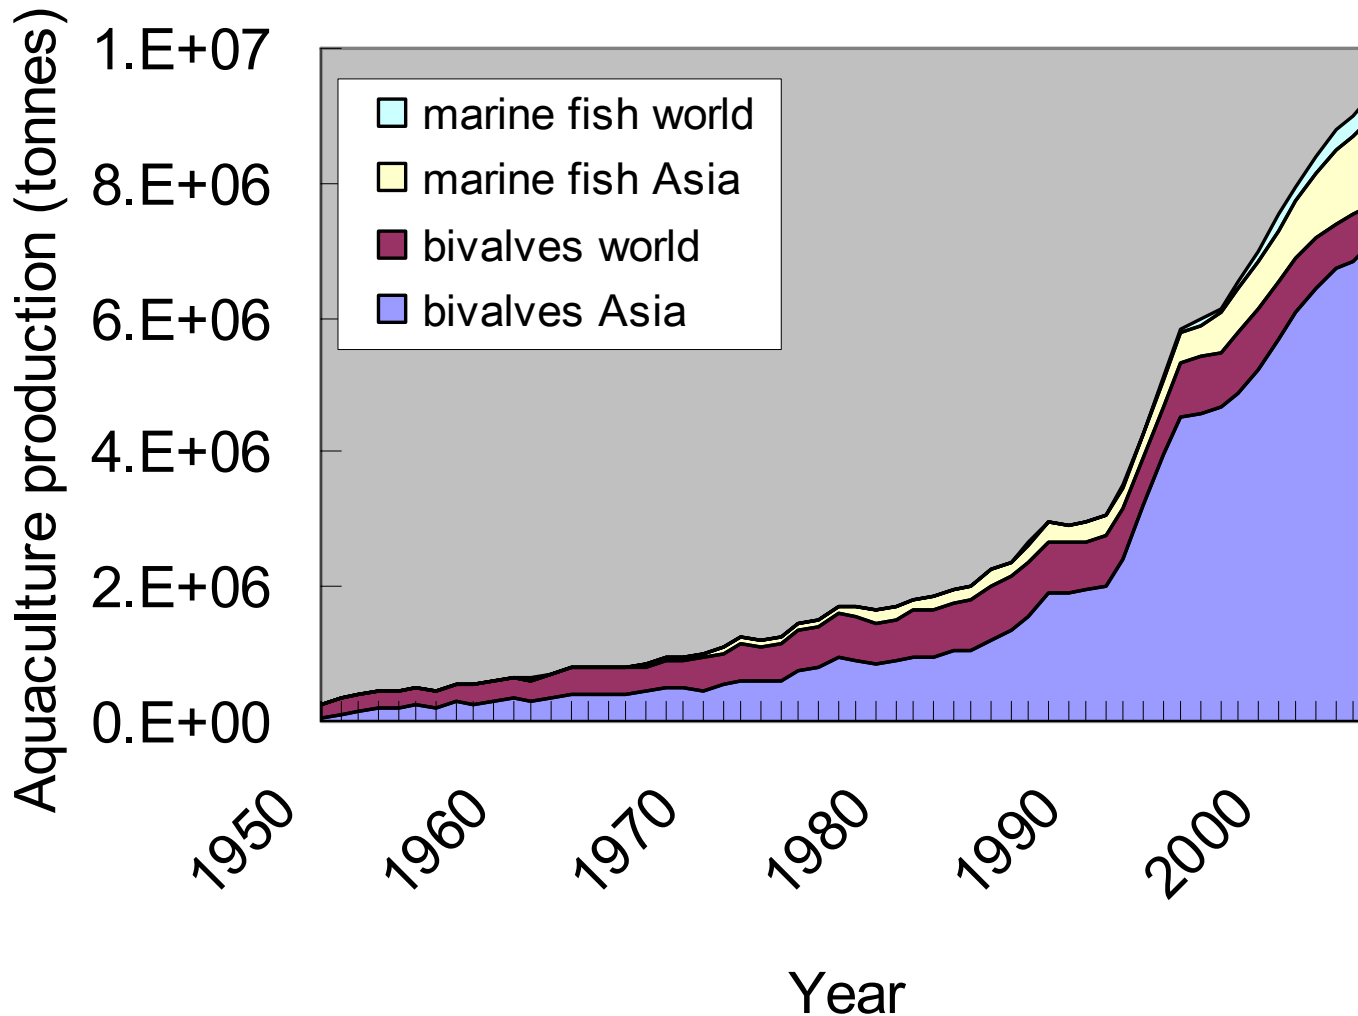 Aquaculture production (tonnes)
1.E+07
8.E+06
6.E+06
4.E+06
2.E+06
0.E+00
marine fish world
marine fish Asia
bivalves world
bivalves Asia
1950
1960
1970
1980
1990
2000
Year